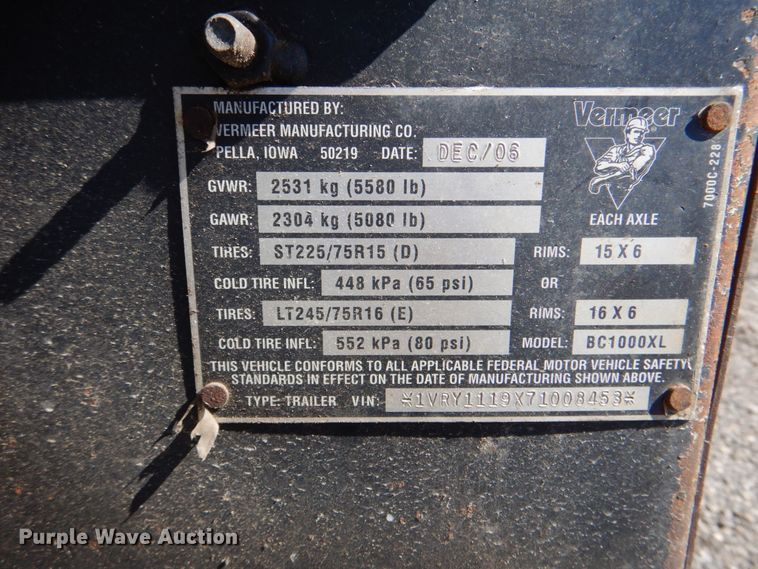 MANUFACTURED BY:
VERMEER MANUFACTURING CO.
PELLA, IOWA 50219 DATE: DEC/06
Vermeer
®
7000C-228
GVWR: 2531 kg (5580 lb)
GAWR: 2304 kg (5080 lb) EACH AXLE
TIRES: ST225/75R15 (D) RIMS: 15 X 6
COLD TIRE INFL: 448 kPa (65 psi) OR
TIRES: LT245/75R16 (E) RIMS: 16 X 6
COLD TIRE INFL: 552 kPa (80 psi) MODEL: BC1000XL
THIS VEHICLE CONFORMS TO ALL APPLICABLE FEDERAL MOTOR VEHICLE SAFETY
STANDARDS IN EFFECT ON THE DATE OF MANUFACTURING SHOWN ABOVE.
TYPE: TRAILER VIN: *1VRY1119X71008453*
Purple Wave Auction